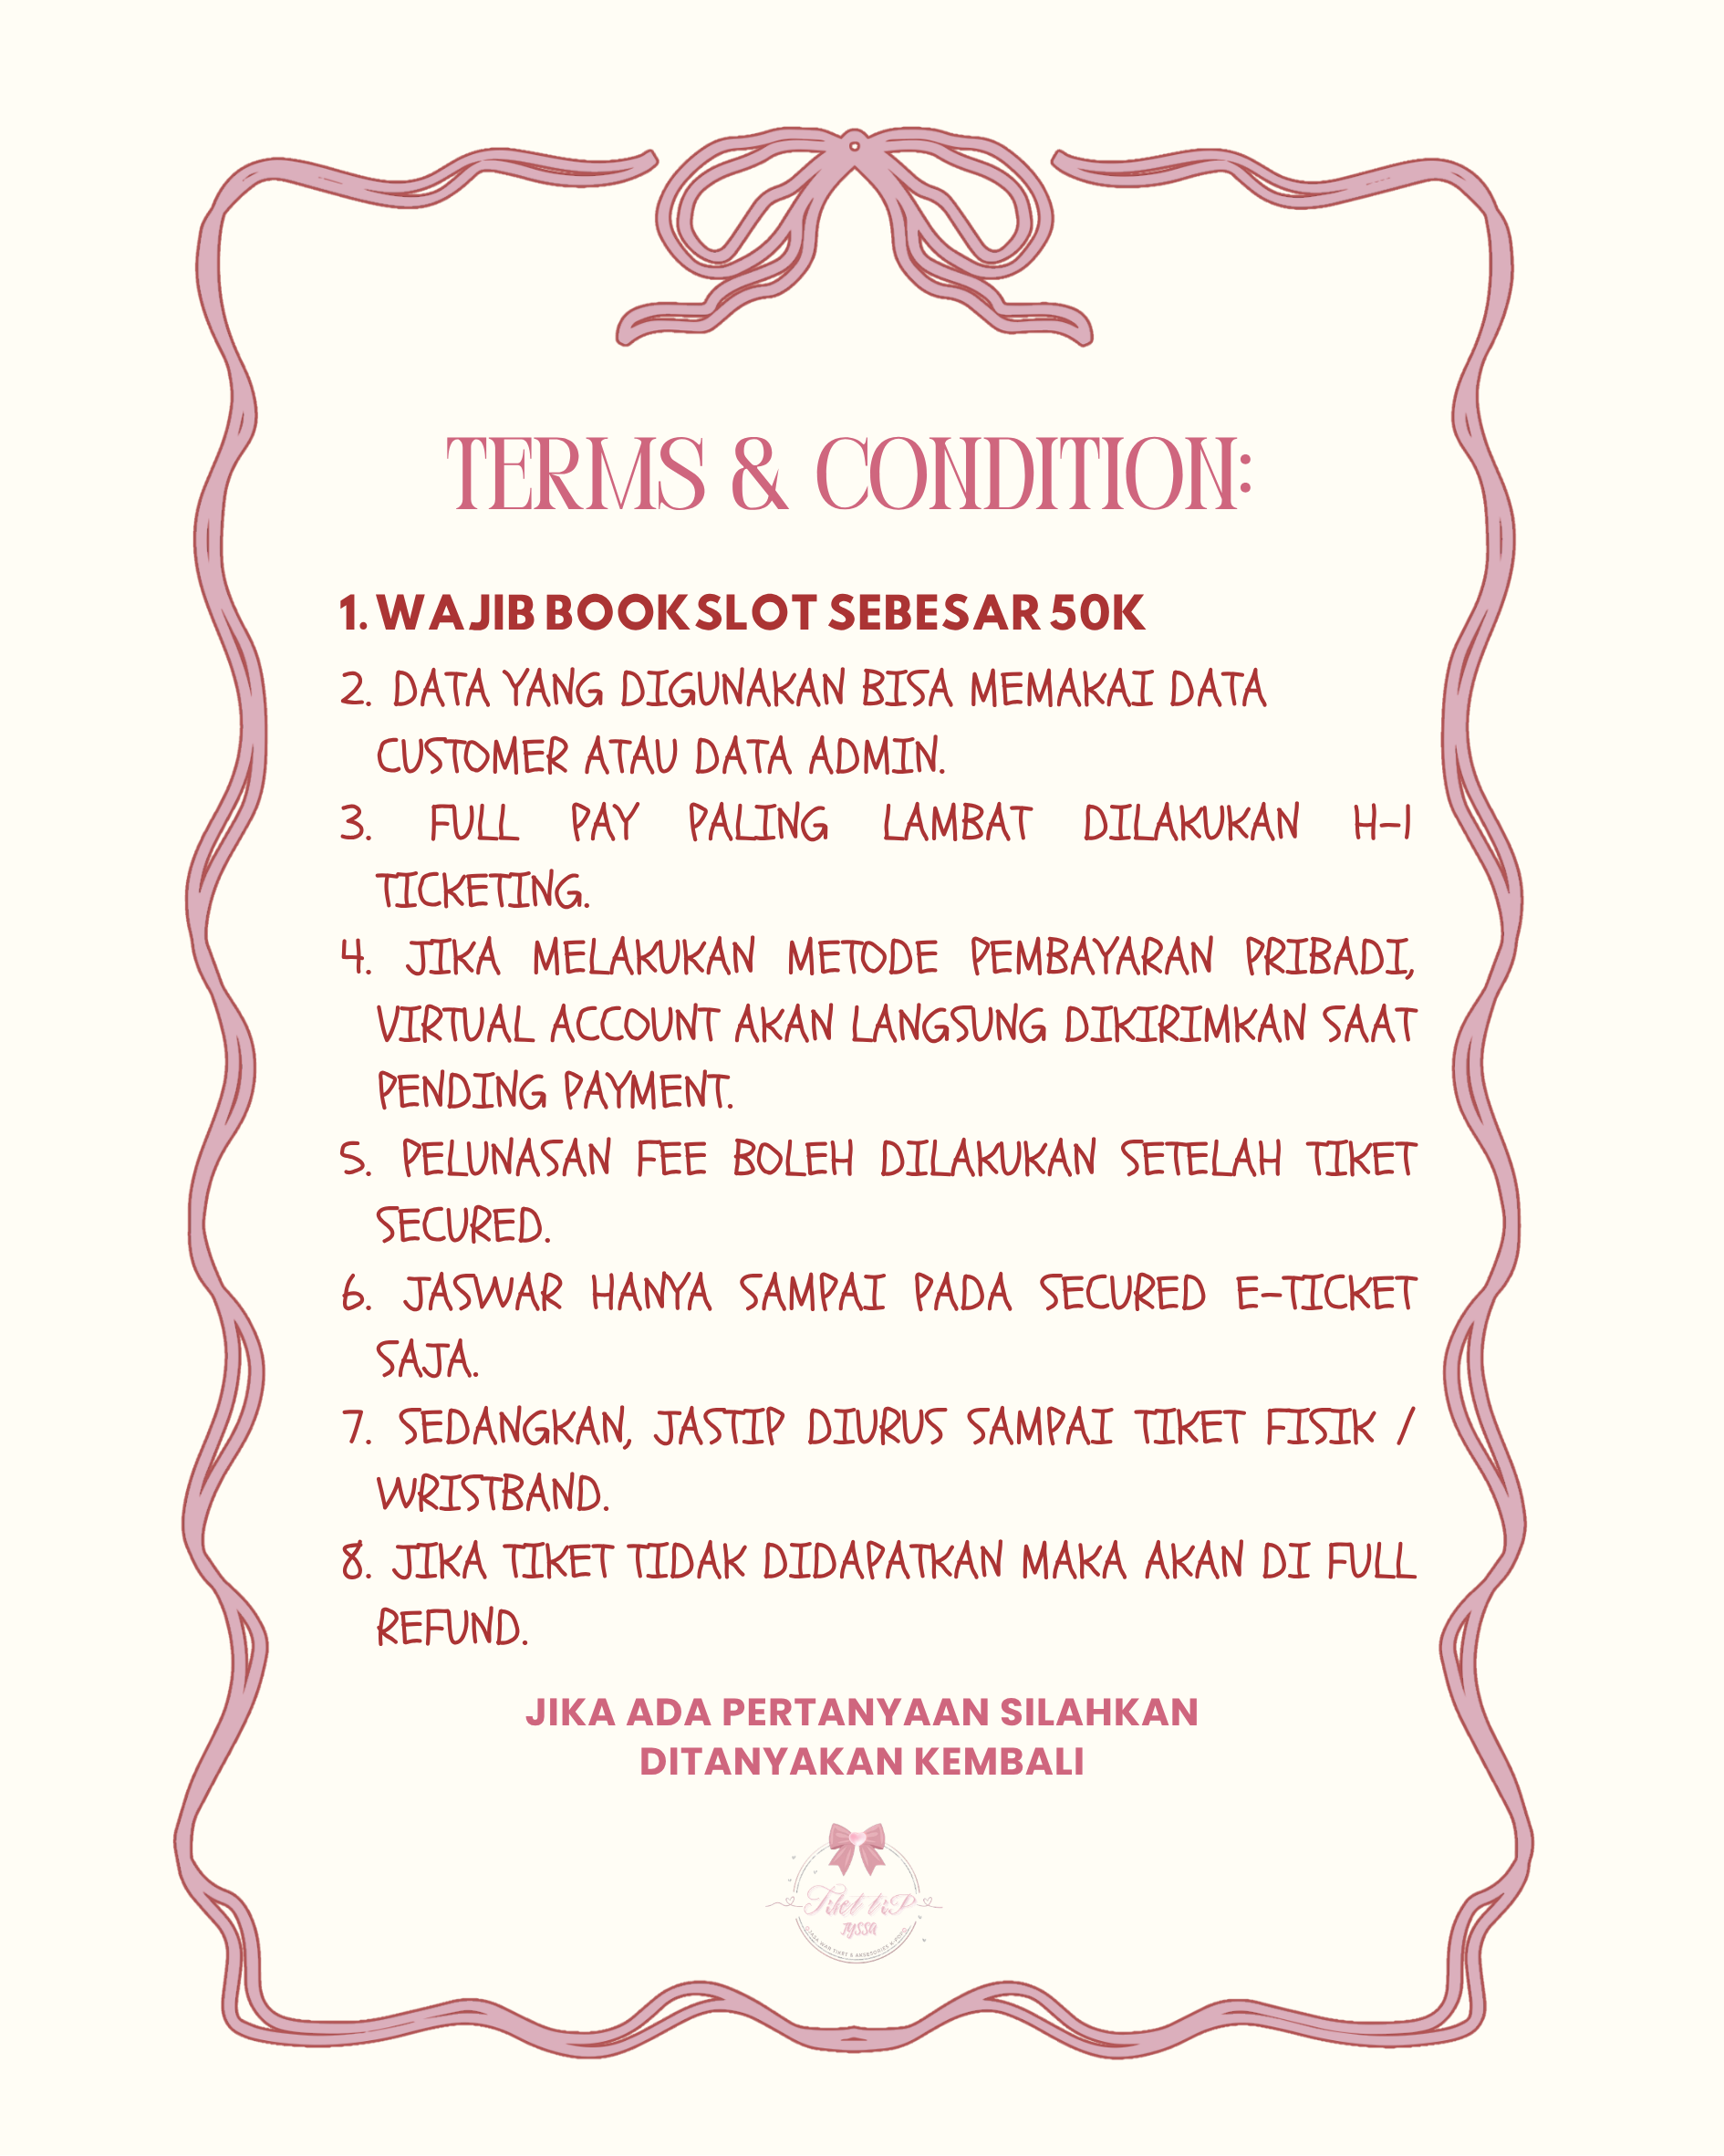 TERMS & CONDITION:
1. WAJIB BOOK SLOT SEBESAR 50K
2. DATA YANG DIGUNAKAN BISA MEMAKAI DATA
CUSTOMER ATAU DATA ADMIN.
3. FULL PAY PALING LAMBAT DILAKUKAN H-1
TICKETING.
4. JIKA MELAKUKAN METODE PEMBAYARAN PRIBADI,
VIRTUAL ACCOUNT AKAN LANGSUNG DIKIRIMKAN SAAT
PENDING PAYMENT.
5. PELUNASAN FEE BOLEH DILAKUKAN SETELAH TIKET
SECURED.
6. JASWAR HANYA SAMPAI PADA SECURED E-TICKET
SAJA.
7. SEDANGKAN, JASTIP DIURUS SAMPAI TIKET FISIK /
WRISTBAND.
8. JIKA TIKET TIDAK DIDAPATKAN MAKA AKAN DI FULL
REFUND.
JIKA ADA PERTANYAAN SILAHKAN
DITANYAKAN KEMBALI
Tiket tiP